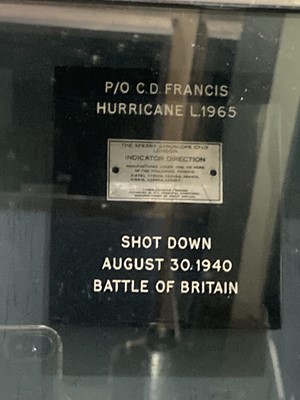 P/O C.D. FRANCIS
HURRICANE L.1965
THE SPERRY GYROSCOPE CO LTD
LONDON
INDICATOR DIRECTION
SHOT DOWN
AUGUST 30.1940
BATTLE OF BRITAIN